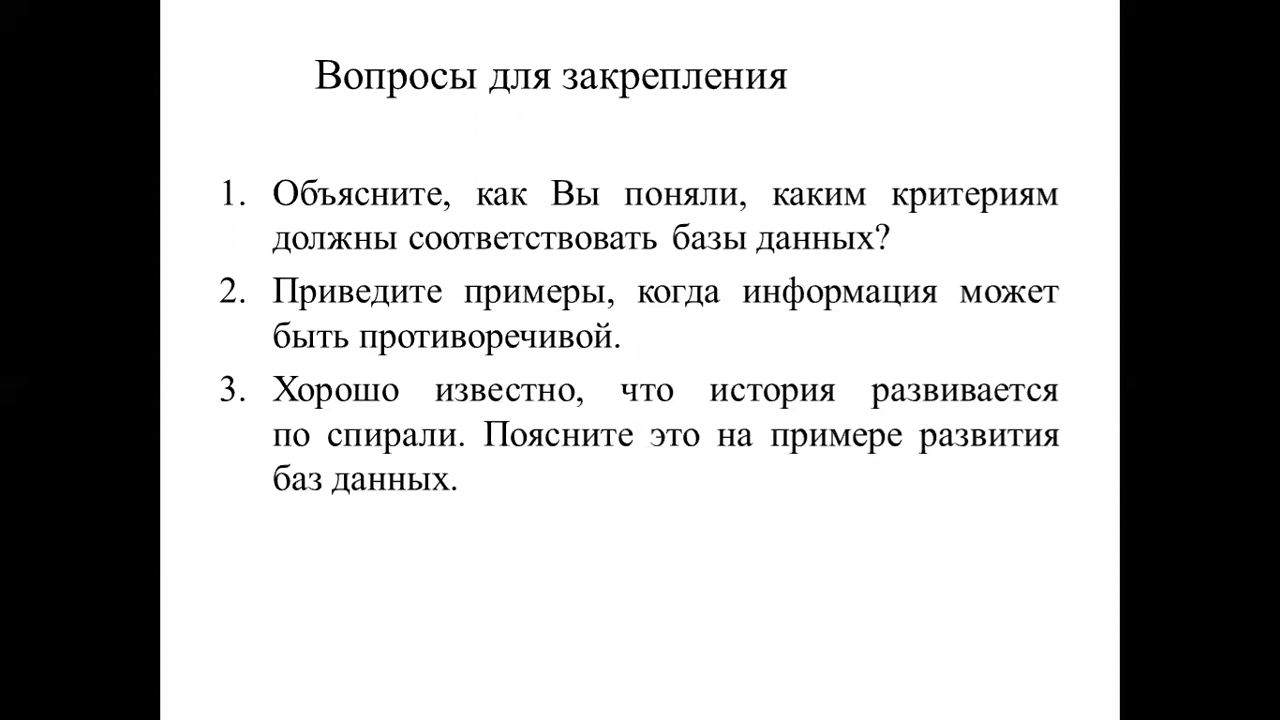 Вопросы для закрепления
1. Объясните, как Вы поняли, каким критериям
должны соответствовать базы данных?
2. Приведите примеры, когда информация может
быть противоречивой.
3. Хорошо известно, что история развивается
по спирали. Поясните это на примере развития
баз данных.